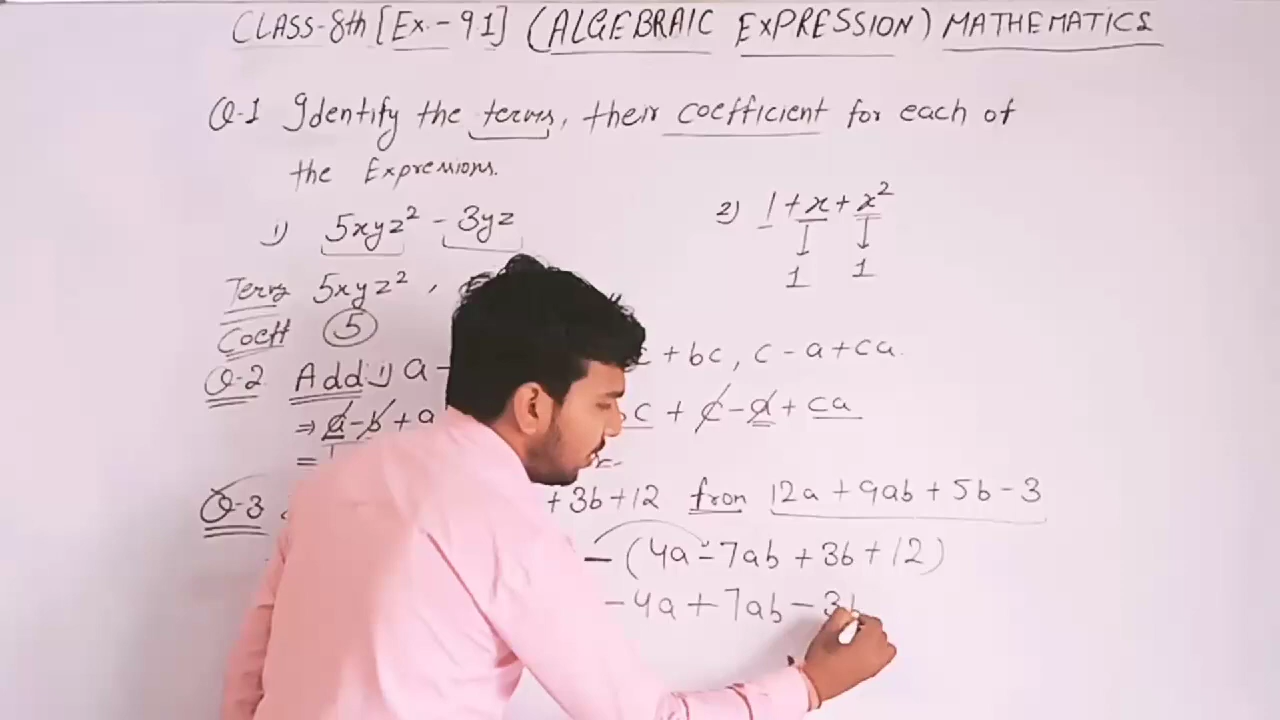 CLASS-8th [Ex.-9.1] (ALGEBRAIC EXPRESSION) MATHEMATICS
Q-1 Identify the terms, their coefficient for each of
the Expressions.
1) 5xyz² - 3yz 2) 1 + x + x²
1 1
Terms 5xyz² ,
Coeff 5
Q-2 Add 1) a - + bc, c - a + ca
⇒ a - b + a c + c - a + ca
=
Q-3 + 3b + 12 from 12a + 9ab + 5b - 3
- (4a - 7ab + 3b + 12)
- 4a + 7ab - 3b